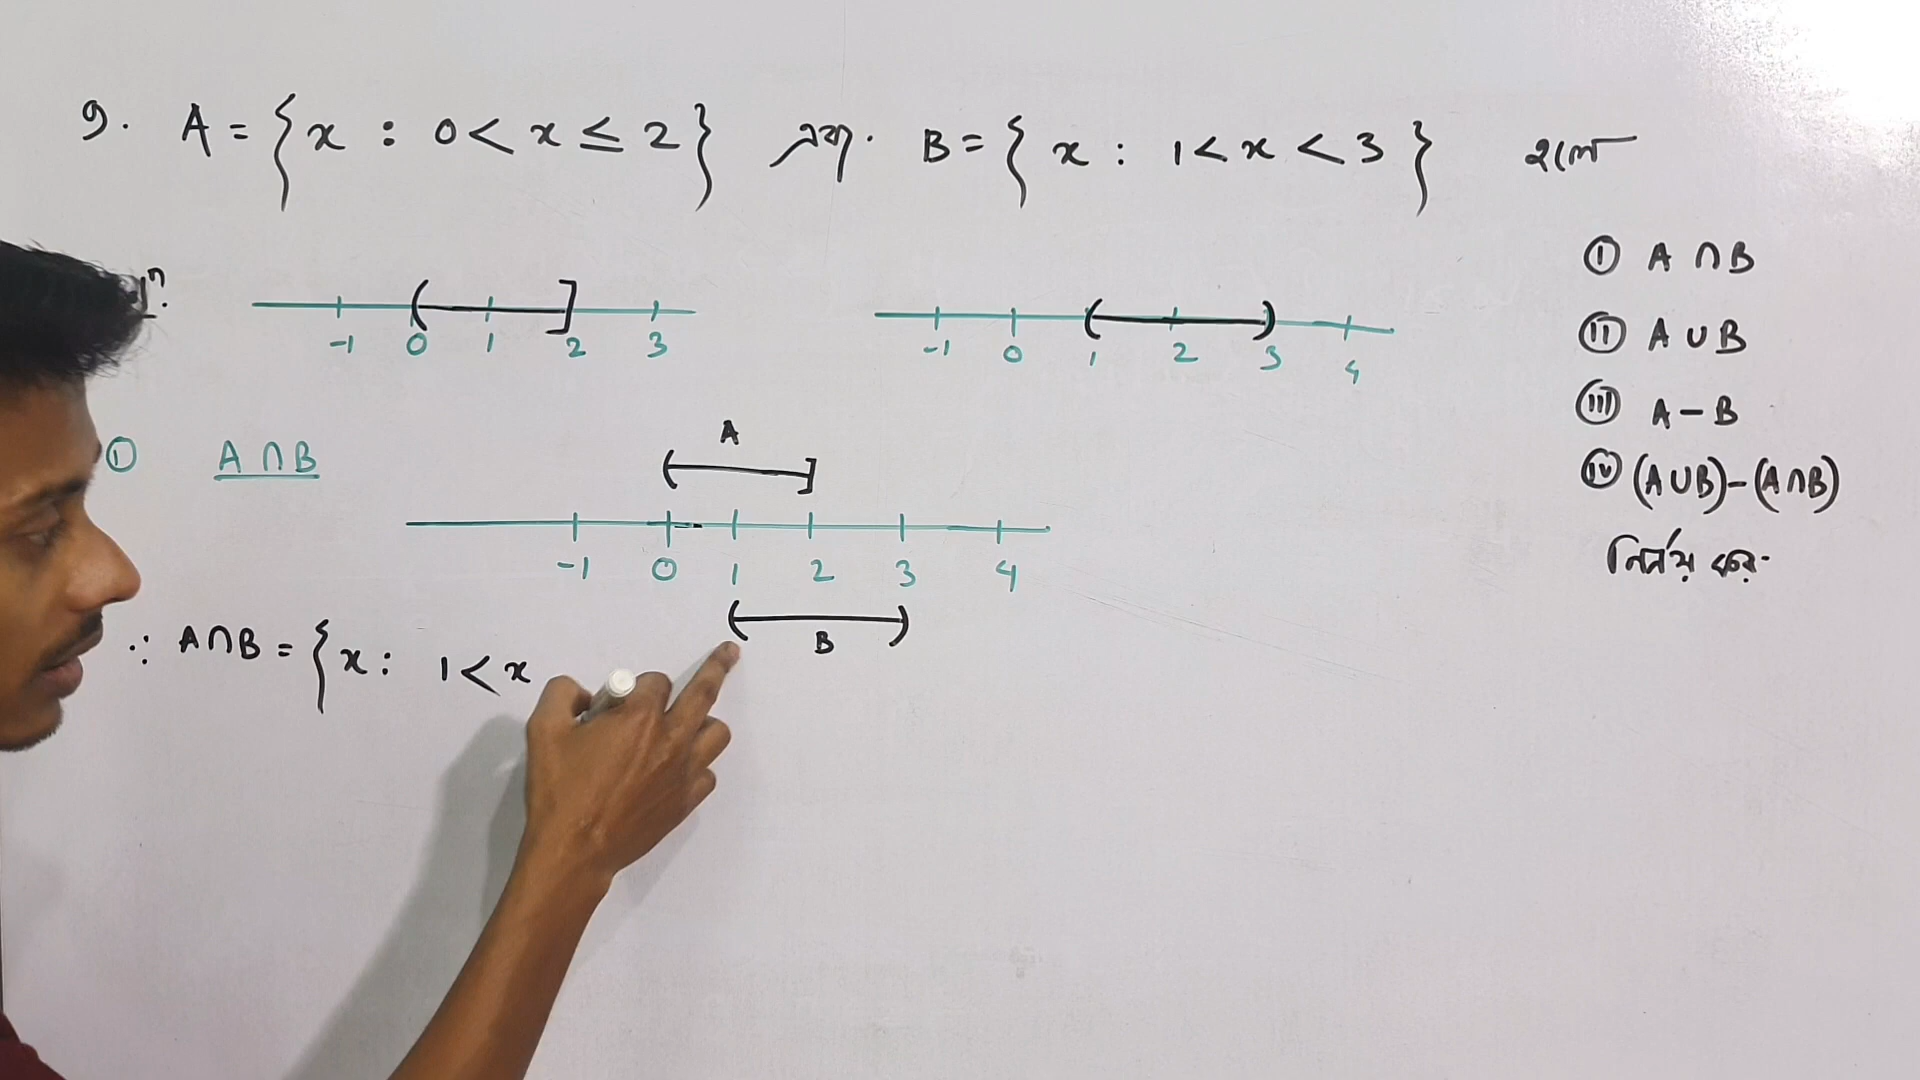 9. A = { x : 0 < x ≤ 2 } এবং B = { x : 1 < x < 3 } হলে
① A ∩ B
② A ∪ B
③ A - B
④ (A ∪ B) - (A ∩ B)
নির্ণয় কর
-1 0 1 2 3
-1 0 1 2 3 4
① A ∩ B
A
-1 0 1 2 3 4
B
∴ A ∩ B = { x : 1 < x